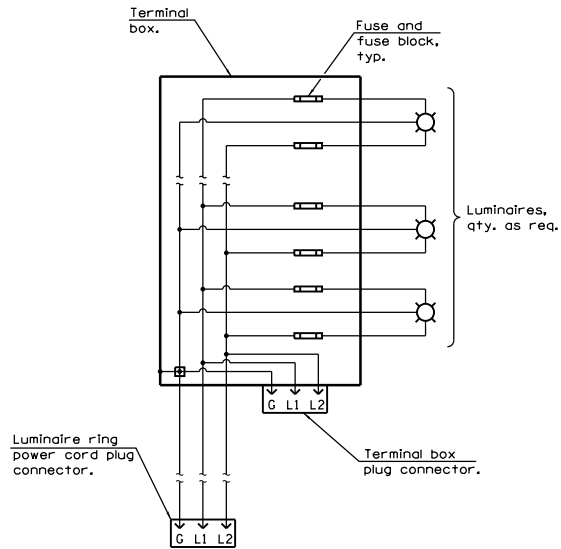 Terminal
box.
Fuse and
fuse block,
typ.
Luminaires,
qty. as req.
G L1 L2
Luminaire ring
power cord plug
connector.
Terminal box
plug connector.
G L1 L2